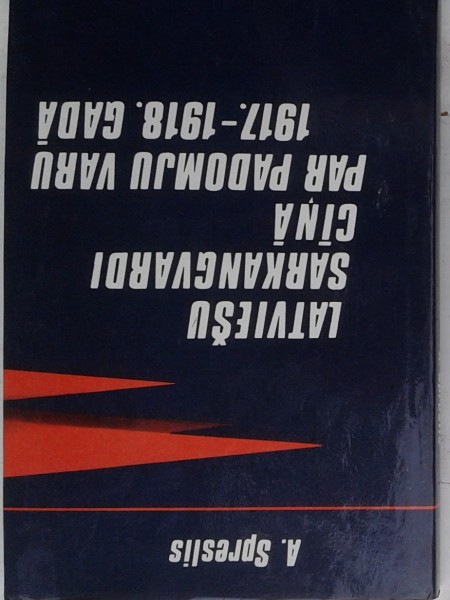 A. Spreslis
LATVIEŠU
SARKANGVARDI
CĪŅĀ
PAR PADOMJU VARU
1917.-1918. GADĀ